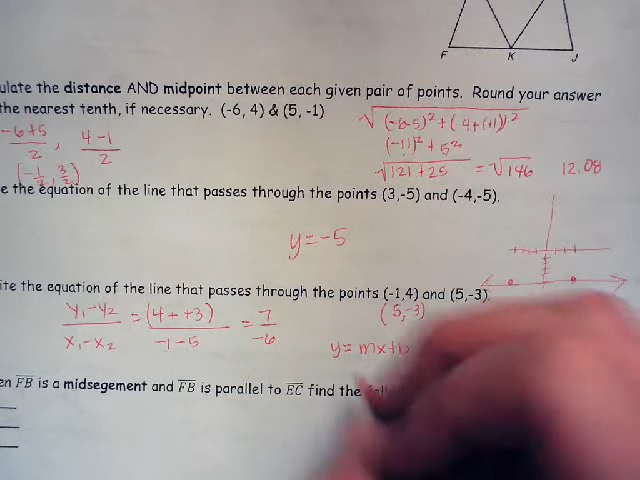 F K J
ulate the distance AND midpoint between each given pair of points. Round your answer
the nearest tenth, if necessary. (-6, 4) & (5, -1)
-6+5/2 , 4-1/2
√(-6-5)²+(4+(+1))²
(-11)² + 5²
√121+25 = √146 12.08
(-1/2, 3/2)
e the equation of the line that passes through the points (3,-5) and (-4,-5).
y=-5
ite the equation of the line that passes through the points (-1,4) and (5,-3)
y₁-y₂/x₁-x₂ = (4++3)/-1-5 = 7/-6
(5,-3)
y=mx+b
en FB is a midsegement and FB is parallel to EC find the